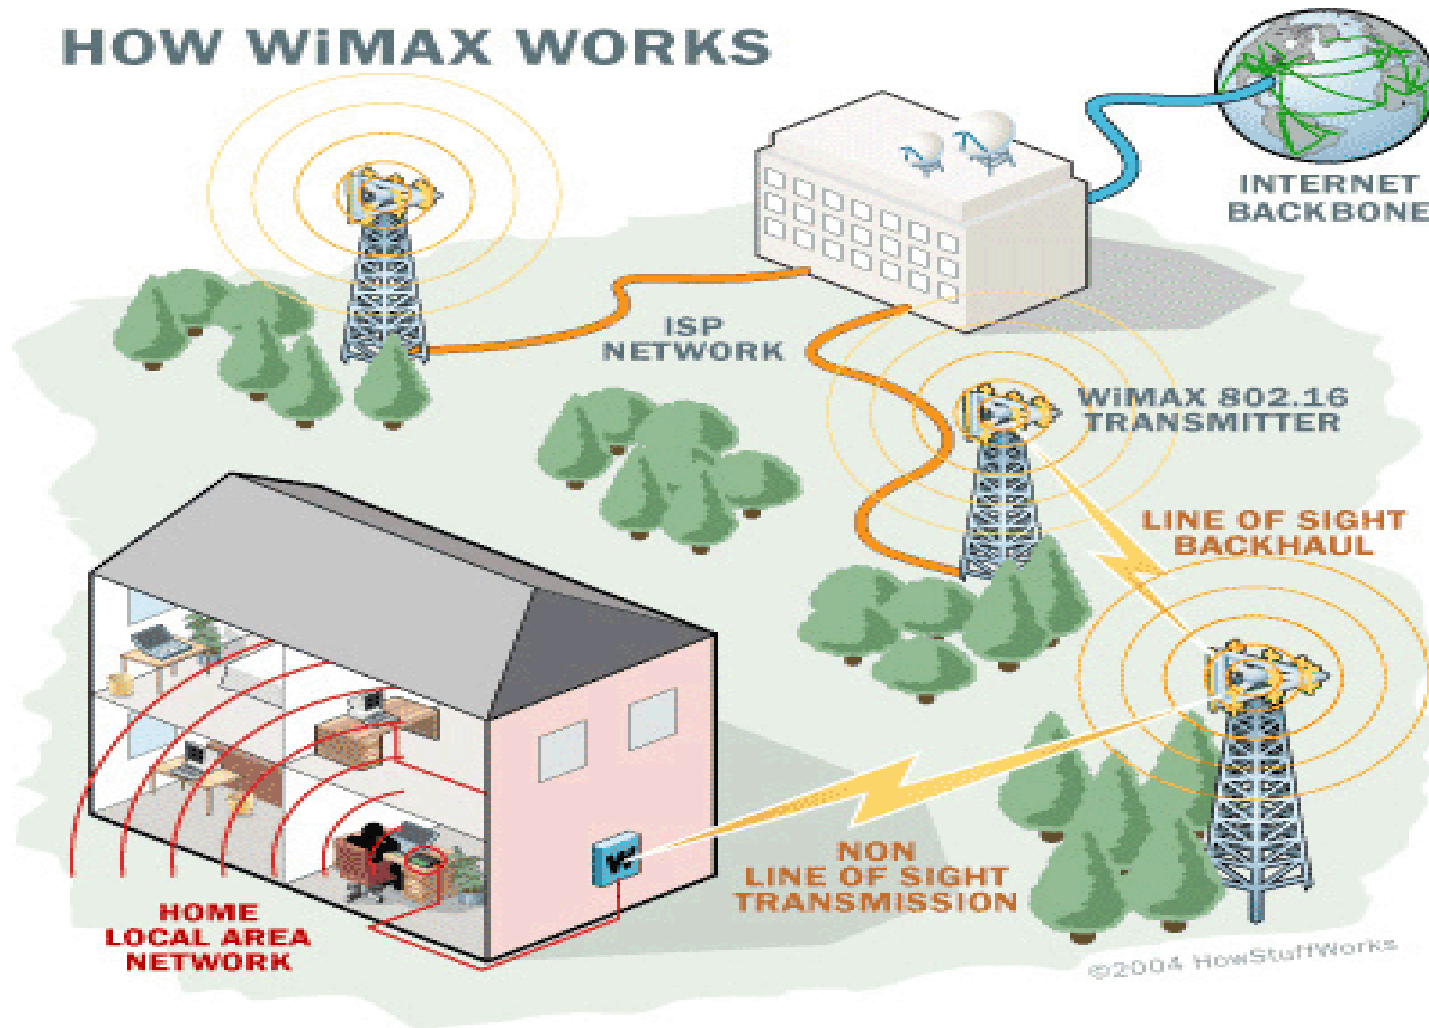 HOW WiMAX WORKS
INTERNET
BACKBONE
ISP
NETWORK
WiMAX 802.16
TRANSMITTER
LINE OF SIGHT
BACKHAUL
NON
LINE OF SIGHT
TRANSMISSION
W
HOME
LOCAL AREA
NETWORK
©2004 HowStuffWorks